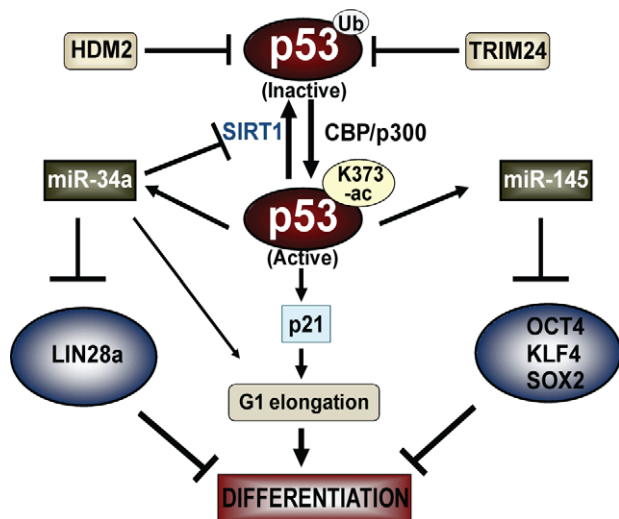 HDM2
p53
Ub
TRIM24
(Inactive)
SIRT1
CBP/p300
miR-34a
K373
-ac
miR-145
p53
(Active)
p21
LIN28a
OCT4
KLF4
SOX2
G1 elongation
DIFFERENTIATION